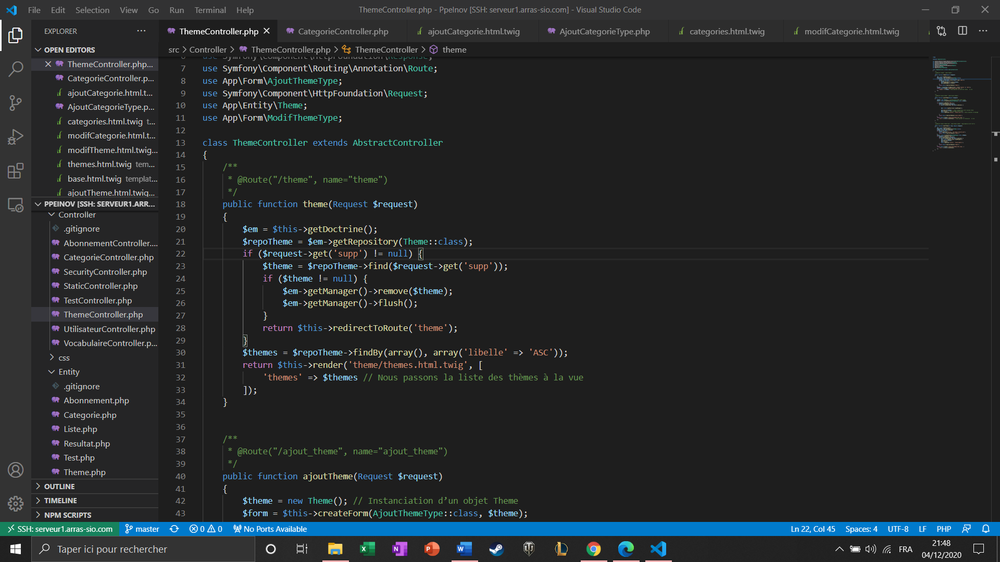 File Edit Selection View Go Run Terminal Help
ThemeController.php - PpeInov [SSH: serveur1.arras-sio.com] - Visual Studio Code
EXPLORER
ThemeController.php
CategorieController.php
ajoutCategorie.html.twig
AjoutCategorieType.php
categories.html.twig
modifCategorie.html.twig
src > Controller > ThemeController.php > ThemeController > theme
OPEN EDITORS
ThemeController.php...
CategorieController.p...
ajoutCategorie.html.t...
AjoutCategorieType.p...
categories.html.twig t...
modifCategorie.html.t...
modifTheme.html.twig...
themes.html.twig tem...
base.html.twig templat...
ajoutTheme.html.twig...
PPEINOV [SSH: SERVEUR1.ARR...
Controller
.gitignore
AbonnementController....
CategorieController.php
SecurityController.php
StaticController.php
TestController.php
ThemeController.php
UtilisateurController.php
VocabulaireController.p...
css
Entity
.gitignore
Abonnement.php
Categorie.php
Liste.php
Resultat.php
Test.php
Theme.php
OUTLINE
TIMELINE
NPM SCRIPTS
6 use Symfony\Component\HttpFoundation\Response;
7 use Symfony\Component\Routing\Annotation\Route;
8 use App\Form\AjoutThemeType;
9 use Symfony\Component\HttpFoundation\Request;
10 use App\Entity\Theme;
11 use App\Form\ModifThemeType;
12
13 class ThemeController extends AbstractController
14 {
15 /**
16 * @Route("/theme", name="theme")
17 */
18 public function theme(Request $request)
19 {
20 $em = $this->getDoctrine();
21 $repoTheme = $em->getRepository(Theme::class);
22 if ($request->get('supp') != null) {
23 $theme = $repoTheme->find($request->get('supp'));
24 if ($theme != null) {
25 $em->getManager()->remove($theme);
26 $em->getManager()->flush();
27 }
28 return $this->redirectToRoute('theme');
29 }
30 $themes = $repoTheme->findBy(array(), array('libelle' => 'ASC'));
31 return $this->render('theme/themes.html.twig', [
32 'themes' => $themes // Nous passons la liste des thèmes à la vue
33 ]);
34 }
35
36
37 /**
38 * @Route("/ajout_theme", name="ajout_theme")
39 */
40 public function ajoutTheme(Request $request)
41 {
42 $theme = new Theme(); // Instanciation d’un objet Theme
43 $form = $this->createForm(AjoutThemeType::class, $theme);
SSH: serveur1.arras-sio.com master 0 0 No Ports Available
Ln 22, Col 45 Spaces: 4 UTF-8 LF PHP
Taper ici pour rechercher
FRA
21:48
04/12/2020